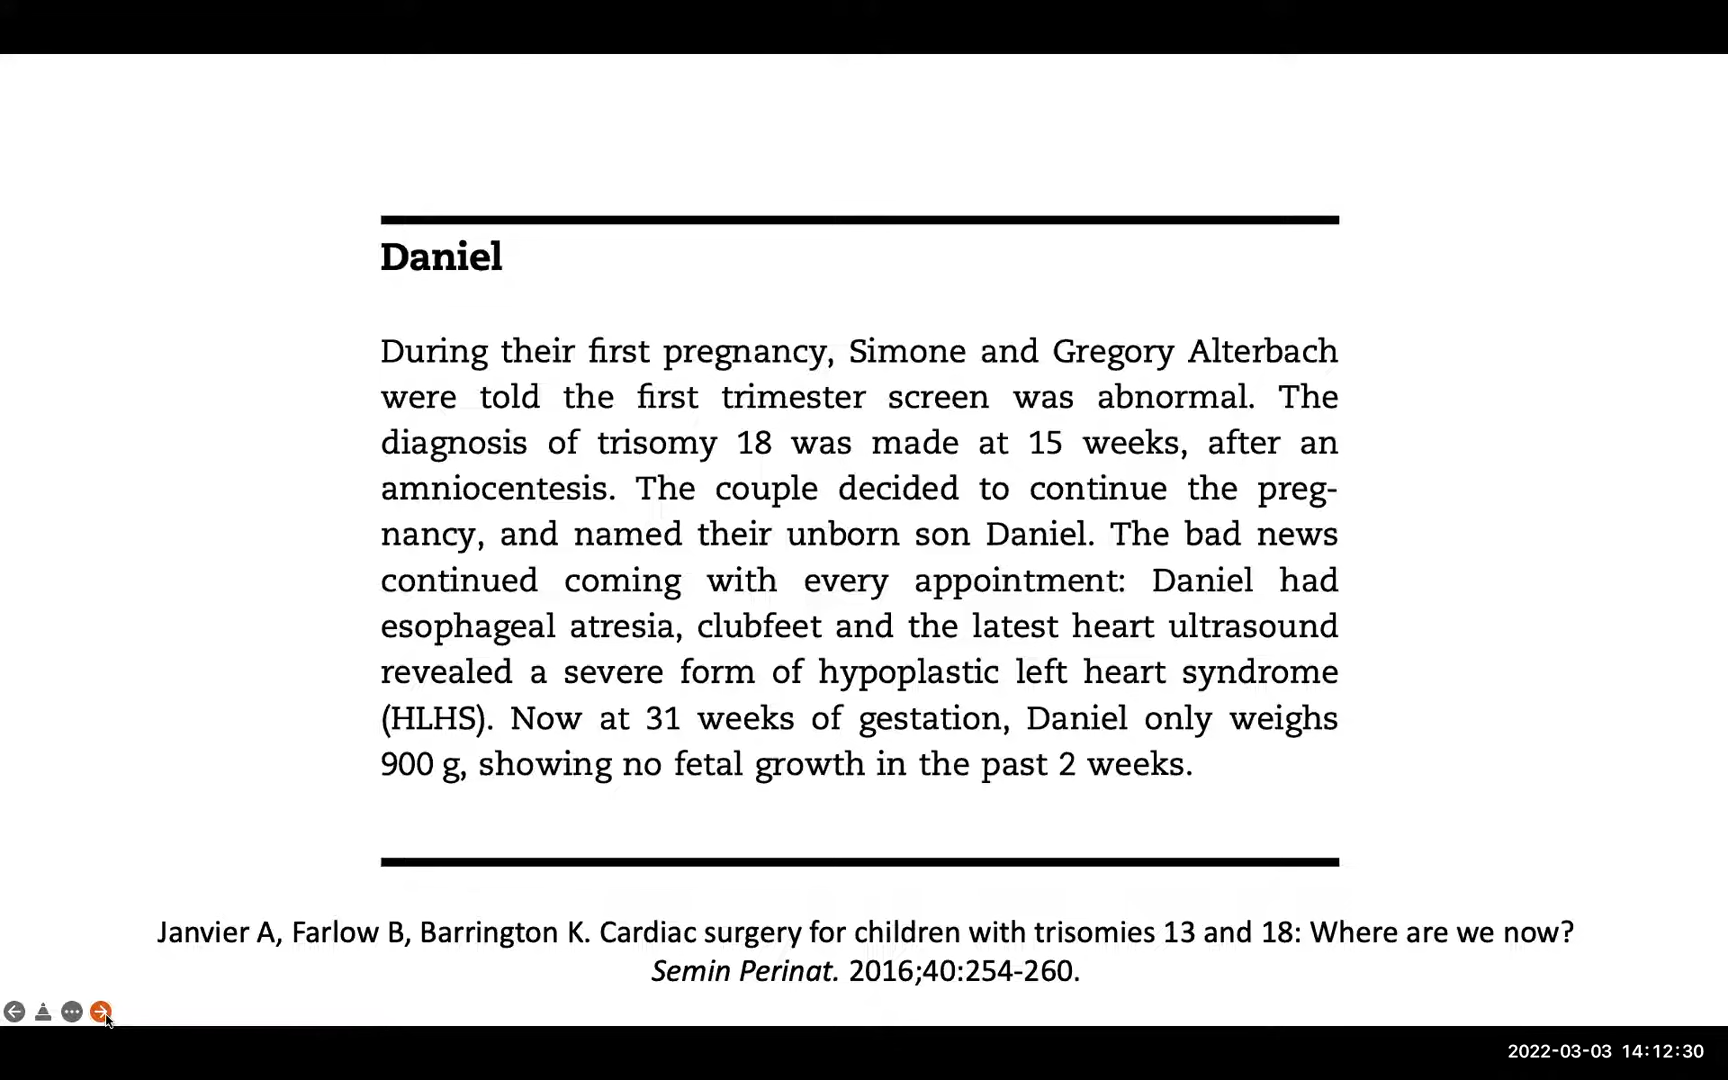 Daniel
During their first pregnancy, Simone and Gregory Alterbach
were told the first trimester screen was abnormal. The
diagnosis of trisomy 18 was made at 15 weeks, after an
amniocentesis. The couple decided to continue the preg-
nancy, and named their unborn son Daniel. The bad news
continued coming with every appointment: Daniel had
esophageal atresia, clubfeet and the latest heart ultrasound
revealed a severe form of hypoplastic left heart syndrome
(HLHS). Now at 31 weeks of gestation, Daniel only weighs
900 g, showing no fetal growth in the past 2 weeks.
Janvier A, Farlow B, Barrington K. Cardiac surgery for children with trisomies 13 and 18: Where are we now?
Semin Perinat. 2016;40:254-260.
2022-03-03 14:12:30